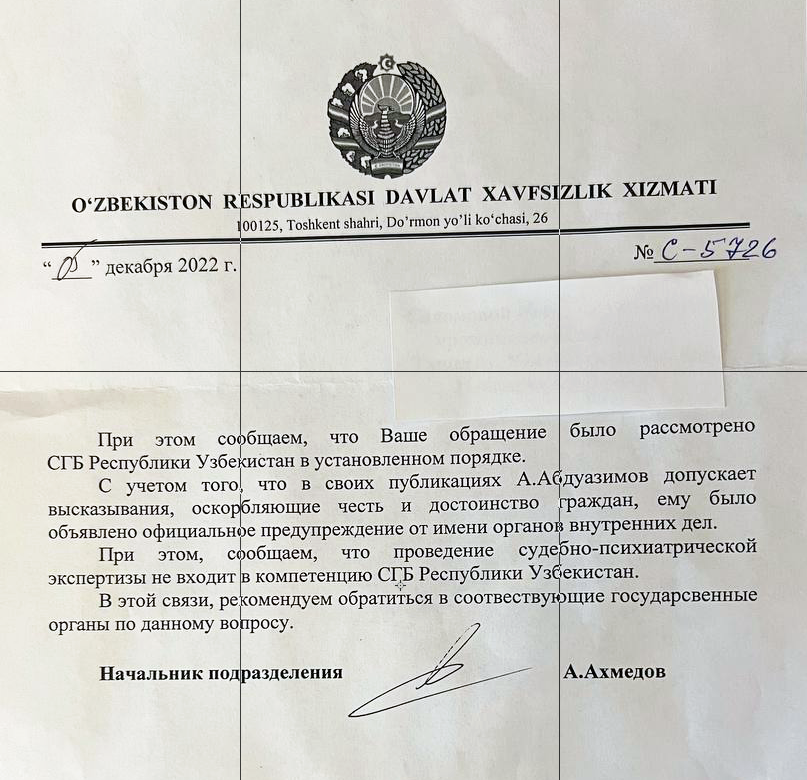 O‘ZBEKISTON RESPUBLIKASI DAVLAT XAVFSIZLIK XIZMATI
100125, Toshkent shahri, Do’rmon yo’li ko‘chasi, 26
“05” декабря 2022 г.
№ С-5726
При этом сообщаем, что Ваше обращение было рассмотрено
СГБ Республики Узбекистан в установленном порядке.
С учетом того, что в своих публикациях А.Абдуазимов допускает
высказывания, оскорбляющие честь и достоинство граждан, ему было
объявлено официальное предупреждение от имени органов внутренних дел.
При этом, сообщаем, что проведение судебно-психиатрической
экспертизы не входит в компетенцию СГБ Республики Узбекистан.
В этой связи, рекомендуем обратиться в соотвествующие государсвенные
органы по данному вопросу.
Начальник подразделения
А.Ахмедов